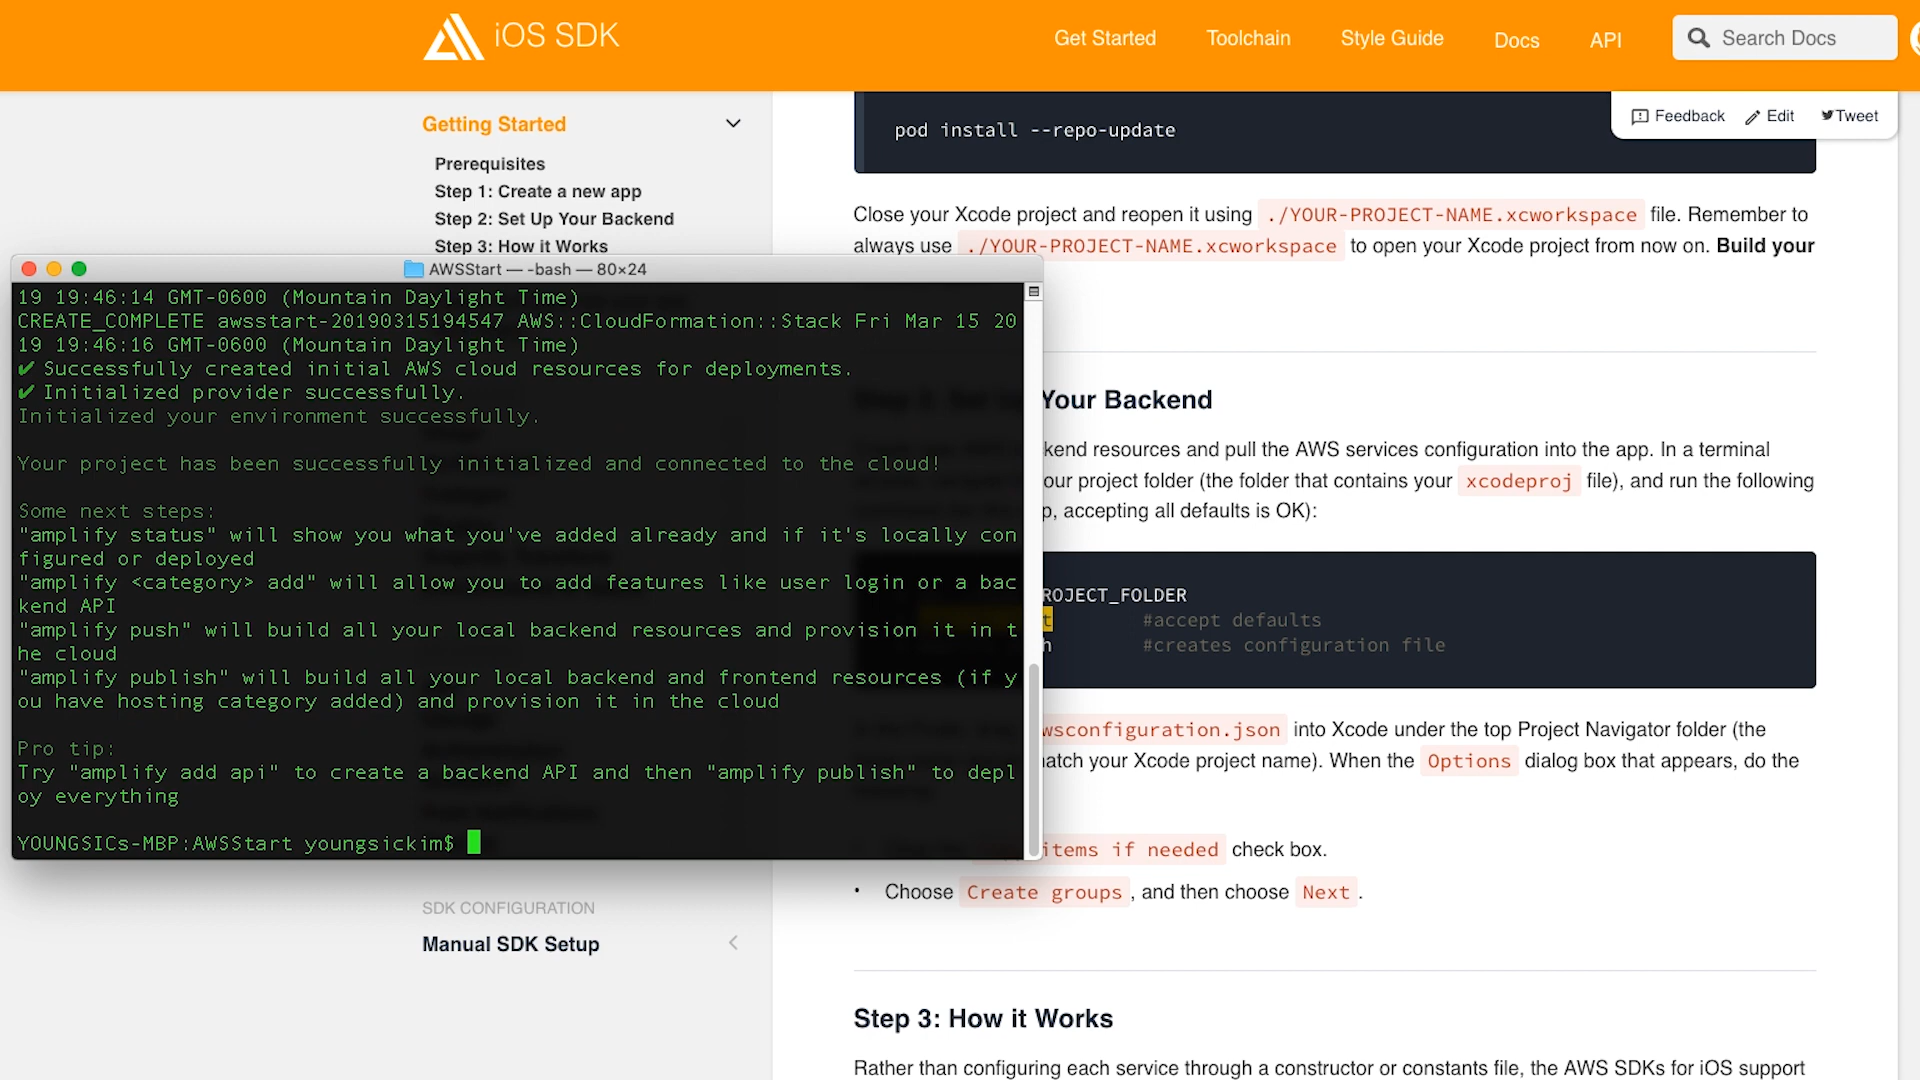 iOS SDK
Get Started
Toolchain
Style Guide
Docs
API
Search Docs
Getting Started
Prerequisites
Step 1: Create a new app
Step 2: Set Up Your Backend
Step 3: How it Works
Feedback
Edit
Tweet
pod install --repo-update
Close your Xcode project and reopen it using ./YOUR-PROJECT-NAME.xcworkspace file. Remember to
always use ./YOUR-PROJECT-NAME.xcworkspace to open your Xcode project from now on. Build your
AWSStart — -bash — 80×24
19 19:46:14 GMT-0600 (Mountain Daylight Time)
CREATE_COMPLETE awsstart-20190315194547 AWS::CloudFormation::Stack Fri Mar 15 20
19 19:46:16 GMT-0600 (Mountain Daylight Time)
✔ Successfully created initial AWS cloud resources for deployments.
✔ Initialized provider successfully.
Initialized your environment successfully.
Your project has been successfully initialized and connected to the cloud!
Some next steps:
"amplify status" will show you what you've added already and if it's locally con
figured or deployed
"amplify <category> add" will allow you to add features like user login or a bac
kend API
"amplify push" will build all your local backend resources and provision it in t
he cloud
"amplify publish" will build all your local backend and frontend resources (if y
ou have hosting category added) and provision it in the cloud
Pro tip:
Try "amplify add api" to create a backend API and then "amplify publish" to depl
oy everything
YOUNGSICs-MBP:AWSStart youngsickim$
Your Backend
kend resources and pull the AWS services configuration into the app. In a terminal
our project folder (the folder that contains your xcodeproj file), and run the following
p, accepting all defaults is OK):
ROJECT_FOLDER
t #accept defaults
h #creates configuration file
wsconfiguration.json into Xcode under the top Project Navigator folder (the
atch your Xcode project name). When the Options dialog box that appears, do the
items if needed check box.
• Choose Create groups, and then choose Next.
SDK CONFIGURATION
Manual SDK Setup
Step 3: How it Works
Rather than configuring each service through a constructor or constants file, the AWS SDKs for iOS support